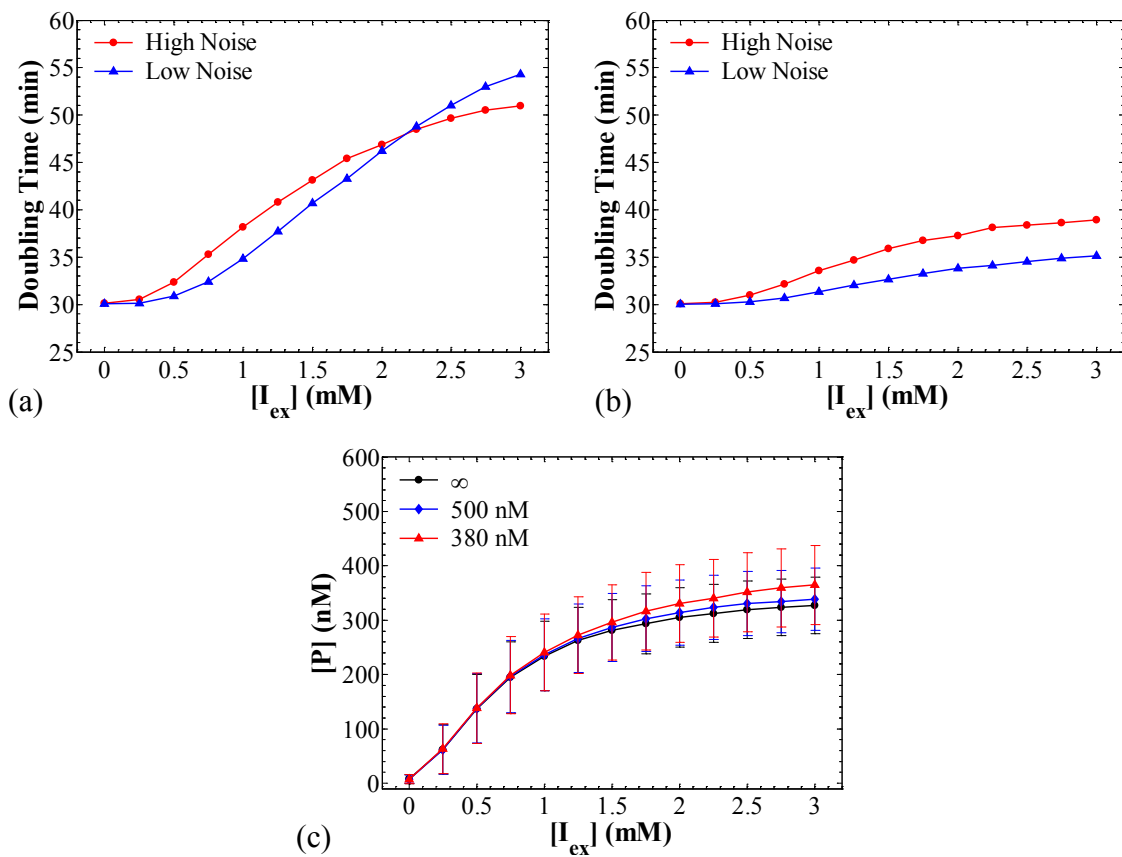 60
55
50
45
40
35
30
25
Doubling Time (min)
High Noise
Low Noise
0 0.5 1 1.5 2 2.5 3
[I_ex] (mM)
(a)
60
55
50
45
40
35
30
25
Doubling Time (min)
High Noise
Low Noise
0 0.5 1 1.5 2 2.5 3
[I_ex] (mM)
(b)
600
500
400
300
200
100
0
[P] (nM)
∞
500 nM
380 nM
0 0.5 1 1.5 2 2.5 3
[I_ex] (mM)
(c)